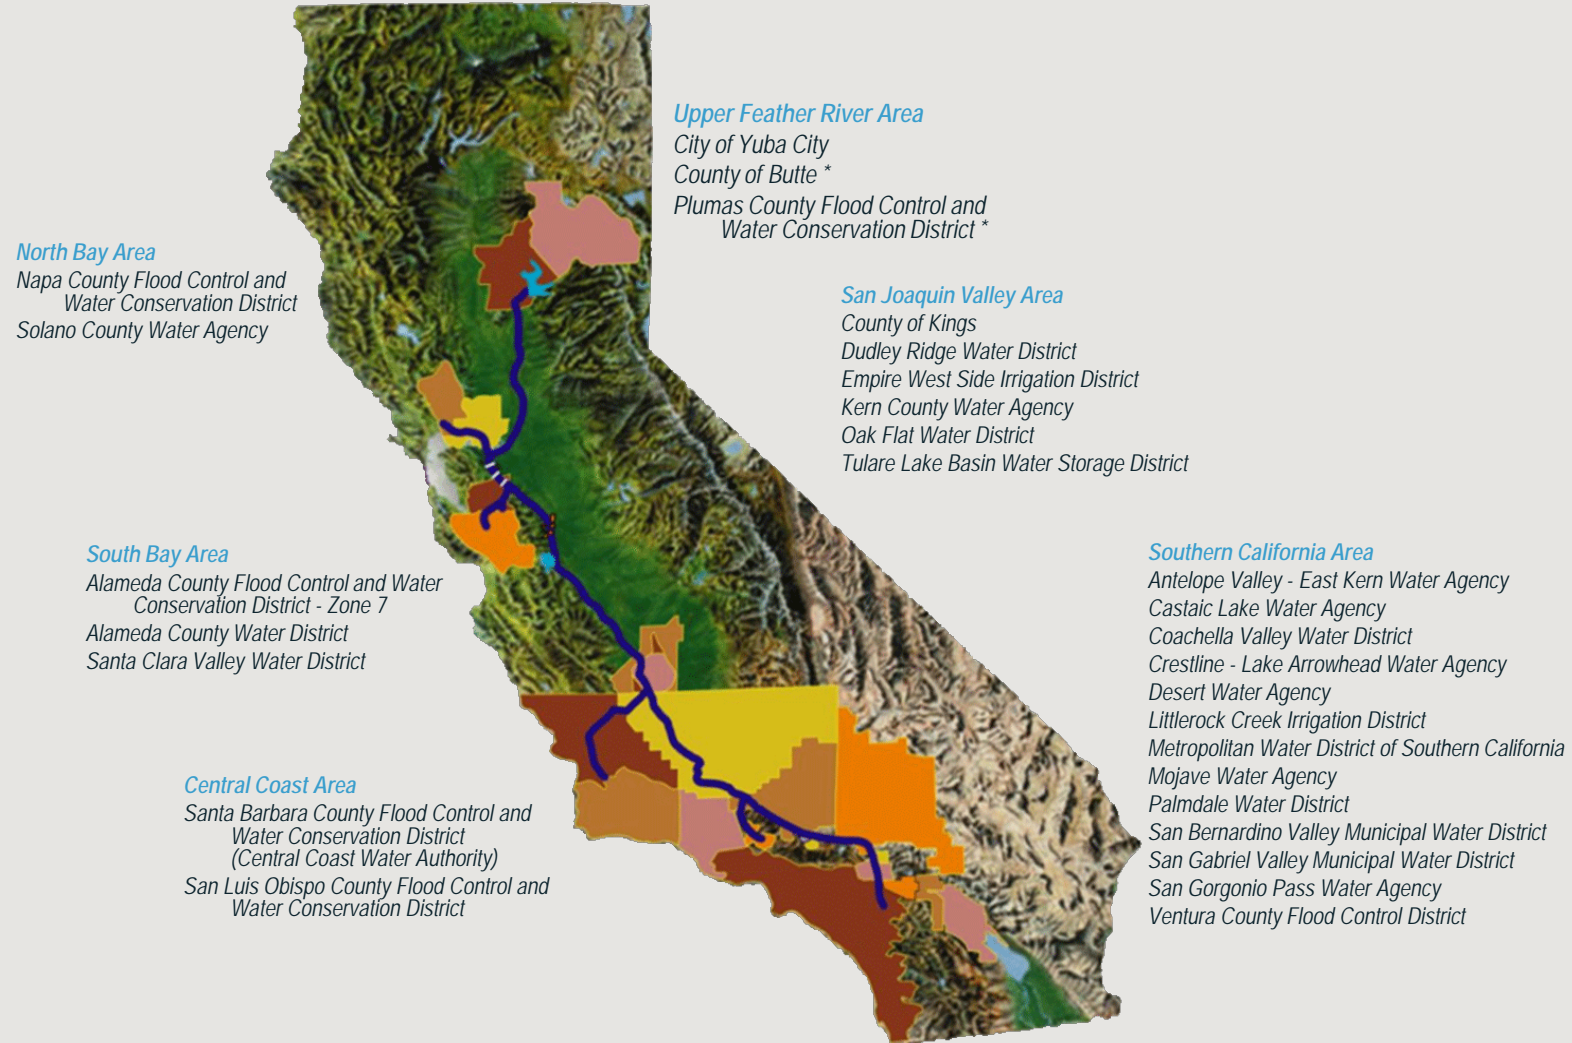 Upper Feather River Area
City of Yuba City
County of Butte *
Plumas County Flood Control and
Water Conservation District *
North Bay Area
Napa County Flood Control and
Water Conservation District
Solano County Water Agency
San Joaquin Valley Area
County of Kings
Dudley Ridge Water District
Empire West Side Irrigation District
Kern County Water Agency
Oak Flat Water District
Tulare Lake Basin Water Storage District
South Bay Area
Alameda County Flood Control and Water
Conservation District - Zone 7
Alameda County Water District
Santa Clara Valley Water District
Southern California Area
Antelope Valley - East Kern Water Agency
Castaic Lake Water Agency
Coachella Valley Water District
Crestline - Lake Arrowhead Water Agency
Desert Water Agency
Littlerock Creek Irrigation District
Metropolitan Water District of Southern California
Mojave Water Agency
Palmdale Water District
San Bernardino Valley Municipal Water District
San Gabriel Valley Municipal Water District
San Gorgonio Pass Water Agency
Ventura County Flood Control District
Central Coast Area
Santa Barbara County Flood Control and
Water Conservation District
(Central Coast Water Authority)
San Luis Obispo County Flood Control and
Water Conservation District